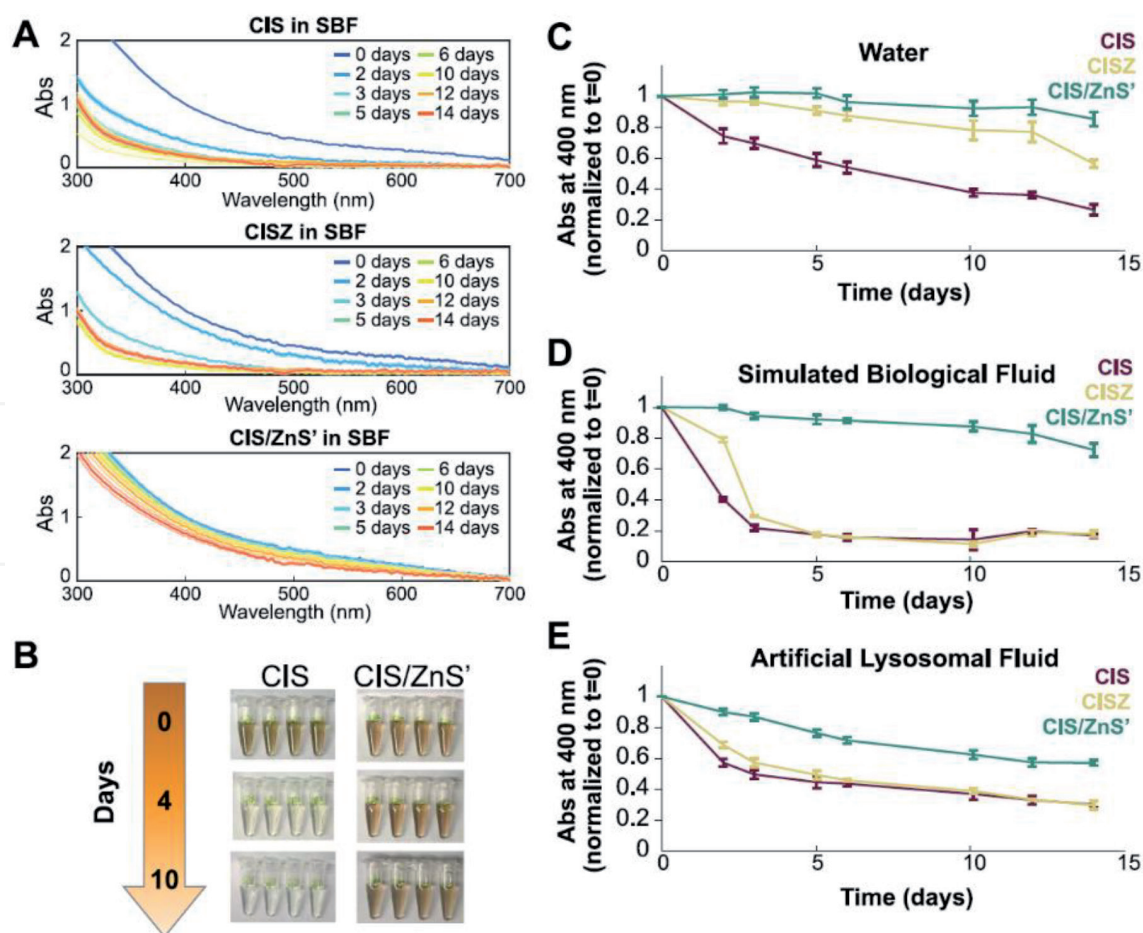 A
CIS in SBF
2
1
0
Abs
0 days 6 days
2 days 10 days
3 days 12 days
5 days 14 days
300 400 500 600 700
Wavelength (nm)
CISZ in SBF
2
1
0
Abs
0 days 6 days
2 days 10 days
3 days 12 days
5 days 14 days
300 400 500 600 700
Wavelength (nm)
CIS/ZnS'  in SBF
2
1
0
Abs
0 days 6 days
2 days 10 days
3 days 12 days
5 days 14 days
300 400 500 600 700
Wavelength (nm)
B
CIS CIS/ZnS'
Days
0
4
10
C
Water
CIS
CISZ
CIS/ZnS'
Abs at 400 nm
(normalized to t=0)
1
0.8
0.6
0.4
0.2
0
0 5 10 15
Time (days)
D
Simulated Biological Fluid
CIS
CISZ
CIS/ZnS'
Abs at 400 nm
(normalized to t=0)
1
0.8
0.6
0.4
0.2
0
0 5 10 15
Time (days)
E
Artificial Lysosomal Fluid
CIS
CISZ
CIS/ZnS'
Abs at 400 nm
(normalized to t=0)
1
0.8
0.6
0.4
0.2
0
0 5 10 15
Time (days)